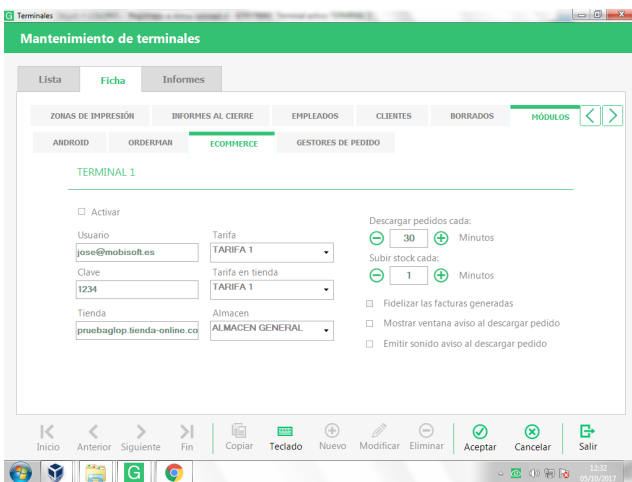 Terminales
Mantenimiento de terminales
Lista Ficha Informes
ZONAS DE IMPRESIÓN INFORMES AL CIERRE EMPLEADOS CLIENTES BORRADOS MÓDULOS
ANDROID ORDERMAN ECOMMERCE GESTORES DE PEDIDO
TERMINAL 1
Activar
Usuario
jose@mobisoft.es
Clave
1234
Tienda
pruebaglop.tienda-online.co
Tarifa
TARIFA 1
Tarifa en tienda
TARIFA 1
Almacen
ALMACEN GENERAL
Descargar pedidos cada:
30 Minutos
Subir stock cada:
1 Minutos
Fidelizar las facturas generadas
Mostrar ventana aviso al descargar pedido
Emitir sonido aviso al descargar pedido
Inicio Anterior Siguiente Fin Copiar Teclado Nuevo Modificar Eliminar Aceptar Cancelar Salir
12:32
05/10/2017